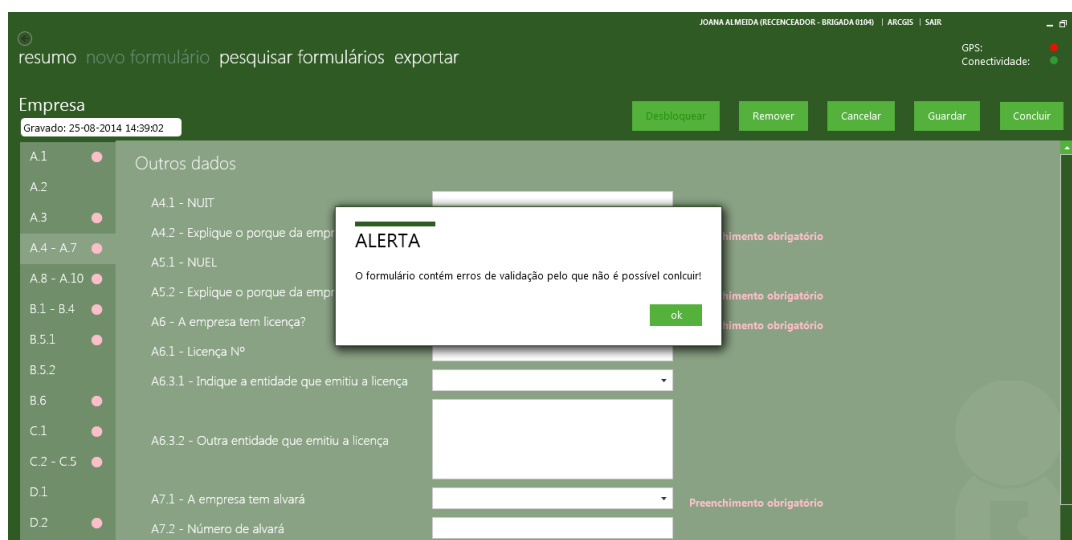 JOANA ALMEIDA (RECENCEADOR - BRIGADA 0104) | ARCGIS | SAIR
resumo novo formulário pesquisar formulários exportar
GPS:
Conectividade:
Empresa
Gravado: 25-08-2014 14:39:02
Desbloquear Remover Cancelar Guardar Concluir
A.1
A.2
A.3
A.4 - A.7
A.8 - A.10
B.1 - B.4
B.5.1
B.5.2
B.6
C.1
C.2 - C.5
D.1
D.2
Outros dados
A4.1 - NUIT
A4.2 - Explique o porque da empr
himento obrigatório
A5.1 - NUEL
A5.2 - Explique o porque da empr
himento obrigatório
A6 - A empresa tem licença?
himento obrigatório
A6.1 - Licença Nº
A6.3.1 - Indique a entidade que emitiu a licença
A6.3.2 - Outra entidade que emitiu a licença
A7.1 - A empresa tem alvará
Preenchimento obrigatório
A7.2 - Número de alvará
ALERTA
O formulário contém erros de validação pelo que não é possível conlcuir!
ok